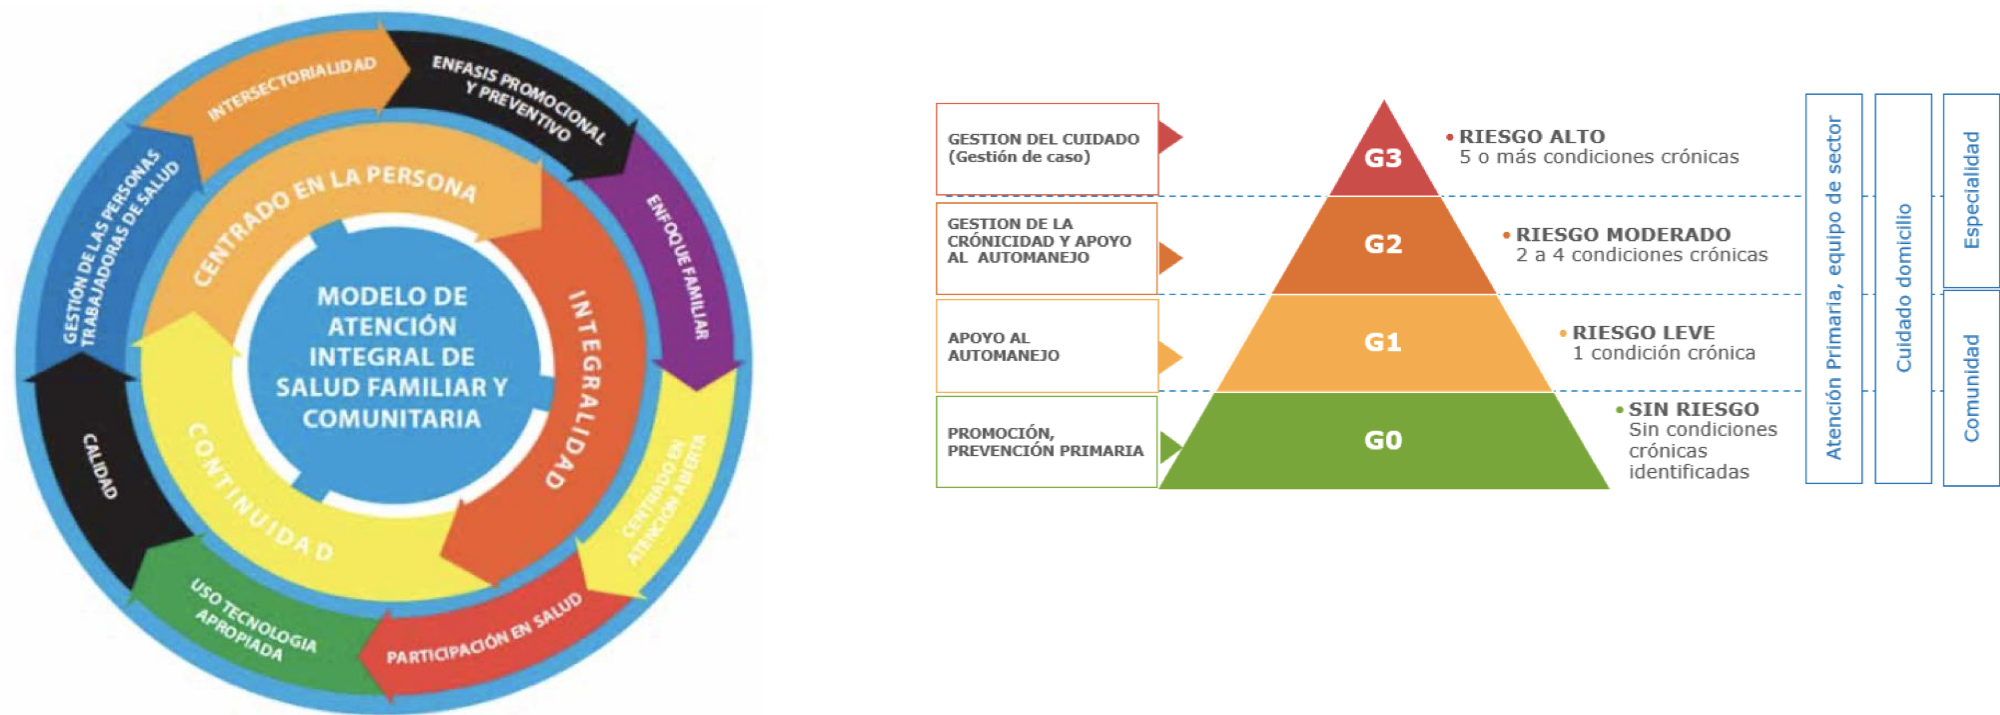 INTERSECTORIALIDAD
ENFASIS PROMOCIONAL
Y PREVENTIVO
ENFOQUE FAMILIAR
CENTRADO EN
ATENCIÓN ABIERTA
PARTICIPACIÓN EN SALUD
USO TECNOLOGIA
APROPIADA
CALIDAD
GESTIÓN DE LAS PERSONAS
TRABAJADORAS DE SALUD
CENTRADO EN LA PERSONA
INTEGRALIDAD
CONTINUIDAD
MODELO DE
ATENCIÓN
INTEGRAL DE
SALUD FAMILIAR Y
COMUNITARIA
GESTION DEL CUIDADO
(Gestión de caso)
G3
• RIESGO ALTO
5 o más condiciones crónicas
GESTION DE LA
CRÓNICIDAD Y APOYO
AL AUTOMANEJO
G2
• RIESGO MODERADO
2 a 4 condiciones crónicas
APOYO AL
AUTOMANEJO
G1
• RIESGO LEVE
1 condición crónica
PROMOCIÓN,
PREVENCIÓN PRIMARIA
G0
• SIN RIESGO
Sin condiciones
crónicas
identificadas
Atención Primaria, equipo de sector
Cuidado domicilio
Especialidad
Comunidad